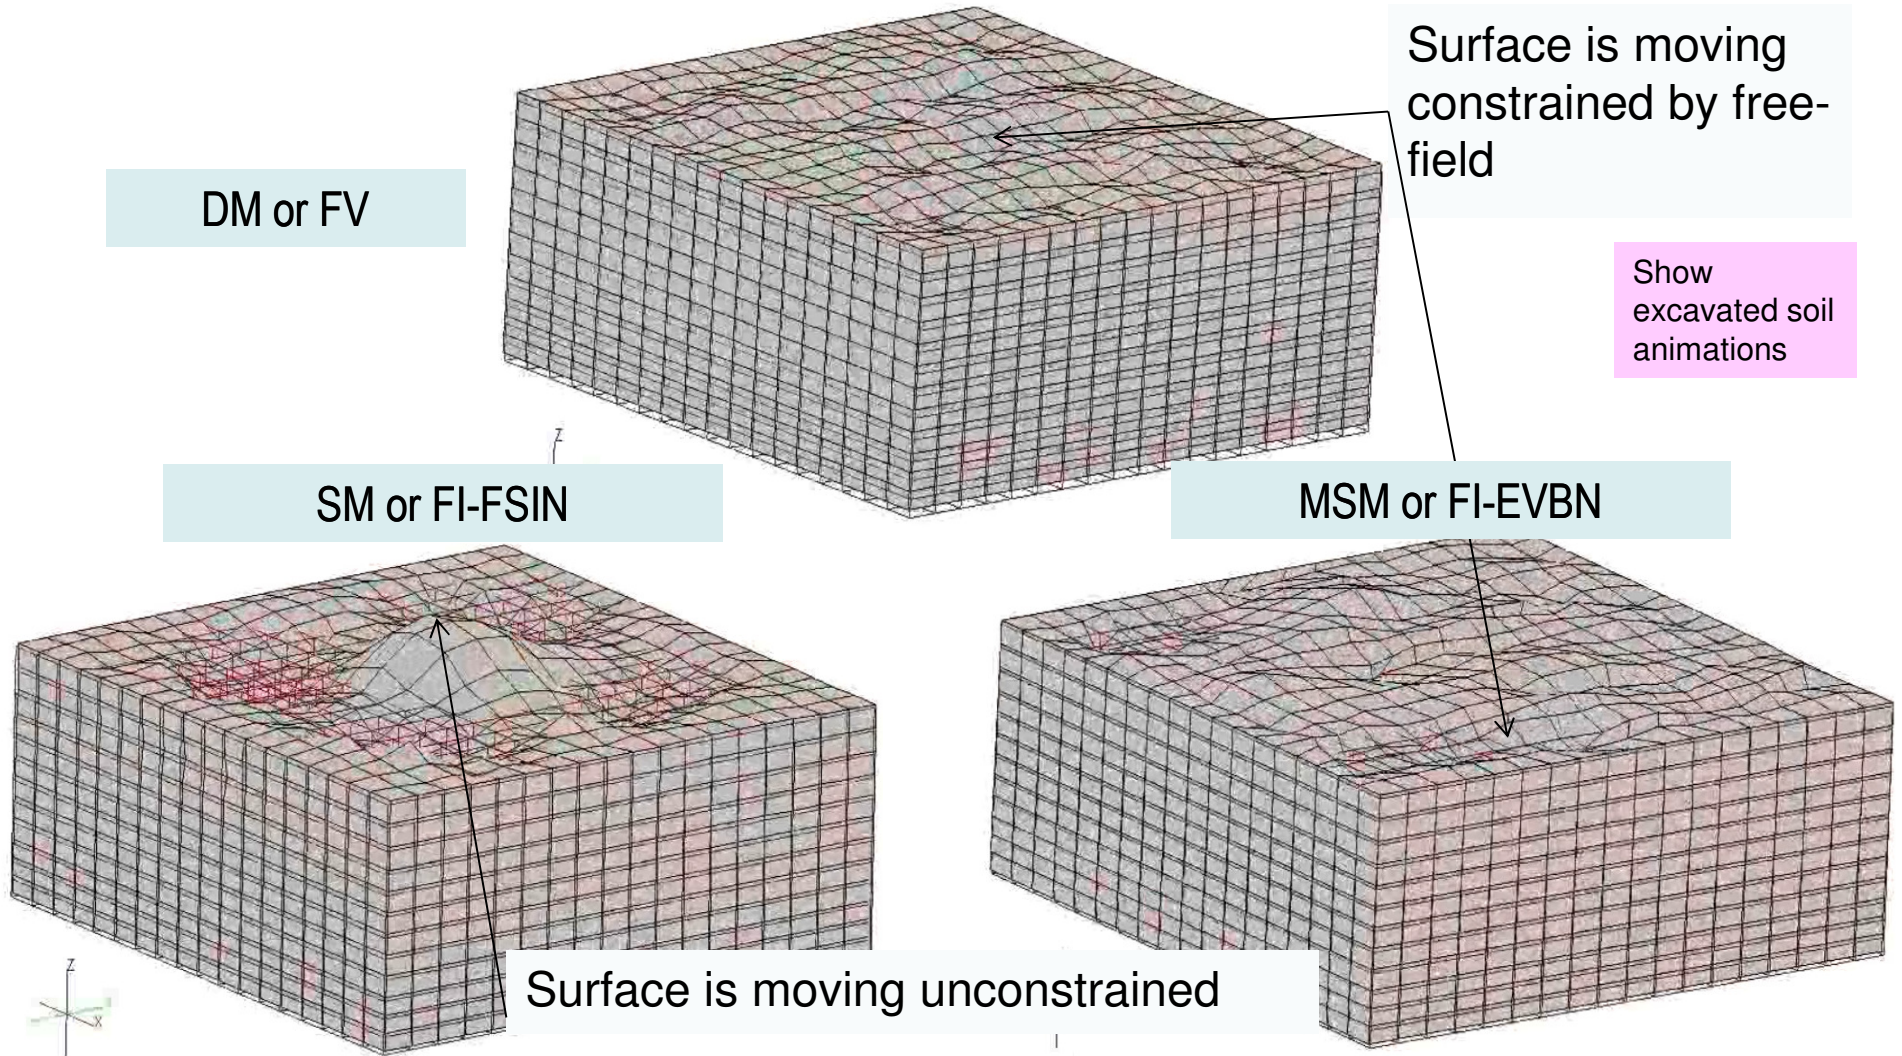 Surface is moving
constrained by free-
field
DM or FV
Show
excavated soil
animations
Z
SM or FI-FSIN
MSM or FI-EVBN
Surface is moving unconstrained
Z
X